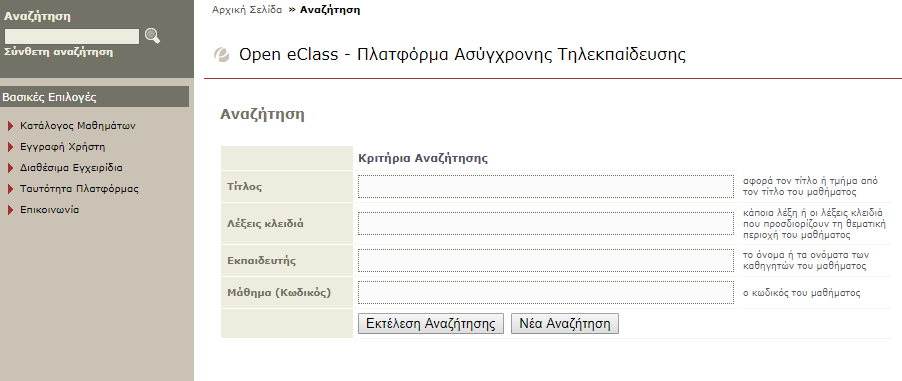 Αναζήτηση
Σύνθετη αναζήτηση
Βασικές Επιλογές
Κατάλογος Μαθημάτων
Εγγραφή Χρήστη
Διαθέσιμα Εγχειρίδια
Ταυτότητα Πλατφόρμας
Επικοινωνία
Αρχική Σελίδα » Αναζήτηση
Open eClass - Πλατφόρμα Ασύγχρονης Τηλεκπαίδευσης
Αναζήτηση
Κριτήρια Αναζήτησης
Τίτλος
αφορά τον τίτλο ή τμήμα από
τον τίτλο του μαθήματος
Λέξεις κλειδιά
κάποια λέξη ή οι λέξεις κλειδιά
που προσδιορίζουν τη θεματική
περιοχή του μαθήματος
Εκπαιδευτής
το όνομα ή τα ονόματα των
καθηγητών του μαθήματος
Μάθημα (Κωδικός)
ο κωδικός του μαθήματος
Εκτέλεση Αναζήτησης Νέα Αναζήτηση